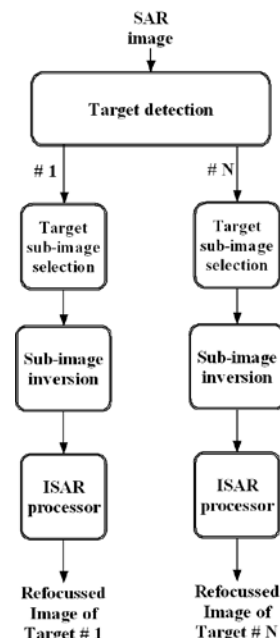 SAR
image
Target detection
# 1
# N
Target
sub-image
selection
Target
sub-image
selection
Sub-image
inversion
Sub-image
inversion
ISAR
processor
ISAR
processor
Refocussed
Image of
Target # 1
Refocussed
Image of
Target # N